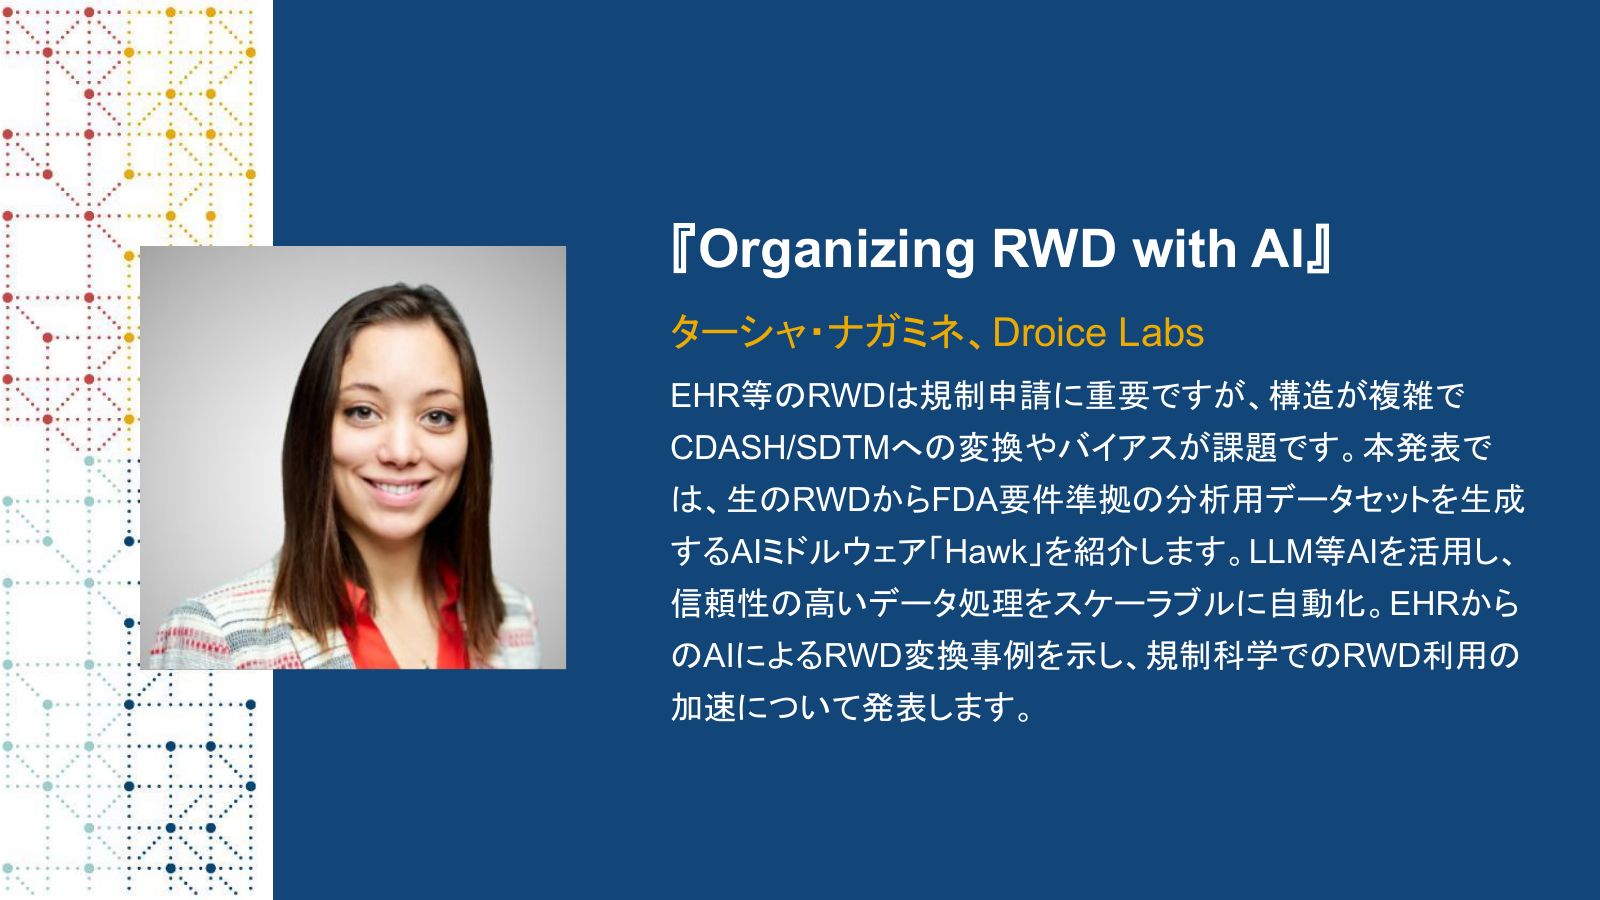 『Organizing RWD with AI』
ターシャ・ナガミネ、Droice Labs
EHR等のRWDは規制申請に重要ですが、構造が複雑で
CDASH/SDTMへの変換やバイアスが課題です。本発表で
は、生のRWDからFDA要件準拠の分析用データセットを生成
するAIミドルウェア「Hawk」を紹介します。LLM等AIを活用し、
信頼性の高いデータ処理をスケーラブルに自動化。EHRから
のAIによるRWD変換事例を示し、規制科学でのRWD利用の
加速について発表します。